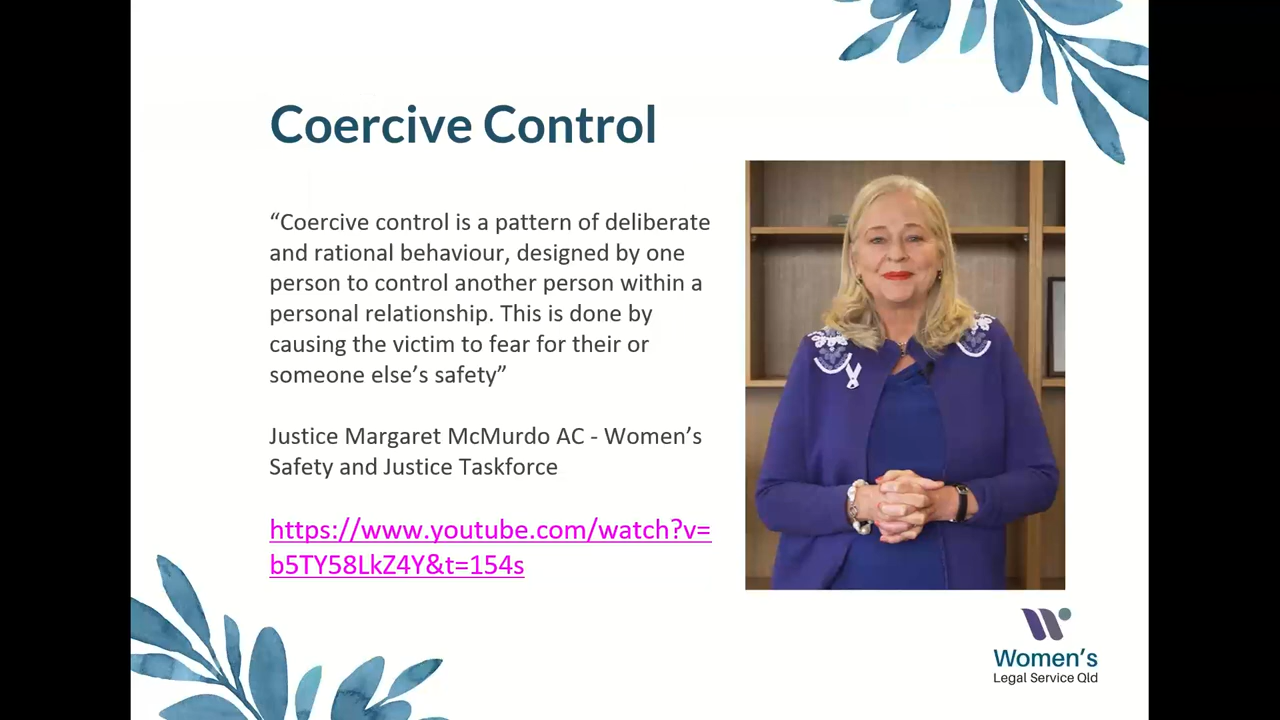 Coercive Control
“Coercive control is a pattern of deliberate
and rational behaviour, designed by one
person to control another person within a
personal relationship. This is done by
causing the victim to fear for their or
someone else’s safety”
Justice Margaret McMurdo AC - Women’s
Safety and Justice Taskforce
https://www.youtube.com/watch?v=
b5TY58LkZ4Y&t=154s
Women’s
Legal Service Qld